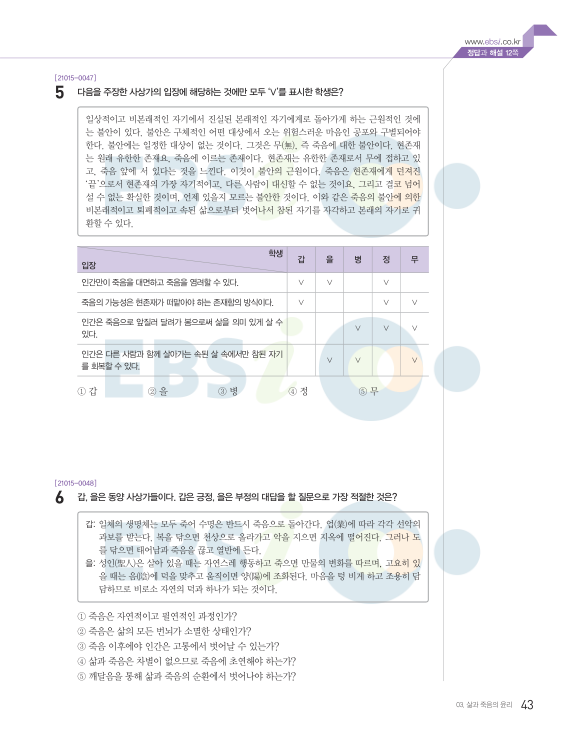 www.ebsi.co.kr
정답과 해설 12쪽
[21015-0047]
5 다음을 주장한 사상가의 입장에 해당하는 것에만 모두 ‘∨’를 표시한 학생은?
일상적이고 비본래적인 자기에서 진실된 본래적인 자기에게로 돌아가게 하는 근원적인 것에
는 불안이 있다. 불안은 구체적인 어떤 대상에서 오는 위협스러운 마음인 공포와 구별되어야
한다. 불안에는 일정한 대상이 없는 것이다. 그것은 무(無), 즉 죽음에 대한 불안이다. 현존재
는 원래 유한한 존재요, 죽음에 이르는 존재이다. 현존재는 유한한 존재로서 무에 접하고 있
고, 죽음 앞에 서 있다는 것을 느낀다. 이것이 불안의 근원이다. 죽음은 현존재에게 던져진
‘끝’으로서 현존재의 가장 자기적이고, 다른 사람이 대신할 수 없는 것이요, 그리고 결코 넘어
설 수 없는 확실한 것이며, 언제 있을지 모르는 불안한 것이다. 이와 같은 죽음의 불안에 의한
비본래적이고 퇴폐적이고 속된 삶으로부터 벗어나서 참된 자기를 자각하고 본래의 자기로 귀
환할 수 있다.
입장 학생 갑 을 병 정 무
인간만이 죽음을 대면하고 죽음을 염려할 수 있다. ∨ ∨ ∨
죽음의 가능성은 현존재가 떠맡아야 하는 존재함의 방식이다. ∨ ∨ ∨
인간은 죽음으로 앞질러 달려가 봄으로써 삶을 의미 있게 살 수
있다. ∨ ∨ ∨
인간은 다른 사람과 함께 살아가는 속된 삶 속에서만 참된 자기
를 회복할 수 있다. ∨ ∨ ∨
① 갑 ② 을 ③ 병 ④ 정 ⑤ 무
[21015-0048]
6 갑, 을은 동양 사상가들이다. 갑은 긍정, 을은 부정의 대답을 할 질문으로 가장 적절한 것은?
갑: 일체의 생명체는 모두 죽어 수명은 반드시 죽음으로 돌아간다. 업(業)에 따라 각각 선악의
과보를 받는다. 복을 닦으면 천상으로 올라가고 악을 지으면 지옥에 떨어진다. 그러나 도
를 닦으면 태어남과 죽음을 끊고 열반에 든다.
을: 성인(聖人)은 살아 있을 때는 자연스레 행동하고 죽으면 만물의 변화를 따르며, 고요히 있
을 때는 음(陰)에 덕을 맞추고 움직이면 양(陽)에 조화된다. 마음을 텅 비게 하고 조용히 담
담하므로 비로소 자연의 덕과 하나가 되는 것이다.
① 죽음은 자연적이고 필연적인 과정인가?
② 죽음은 삶의 모든 번뇌가 소멸한 상태인가?
③ 죽음 이후에야 인간은 고통에서 벗어날 수 있는가?
④ 삶과 죽음은 차별이 없으므로 죽음에 초연해야 하는가?
⑤ 깨달음을 통해 삶과 죽음의 순환에서 벗어나야 하는가?
03. 삶과 죽음의 윤리 43
EBSi